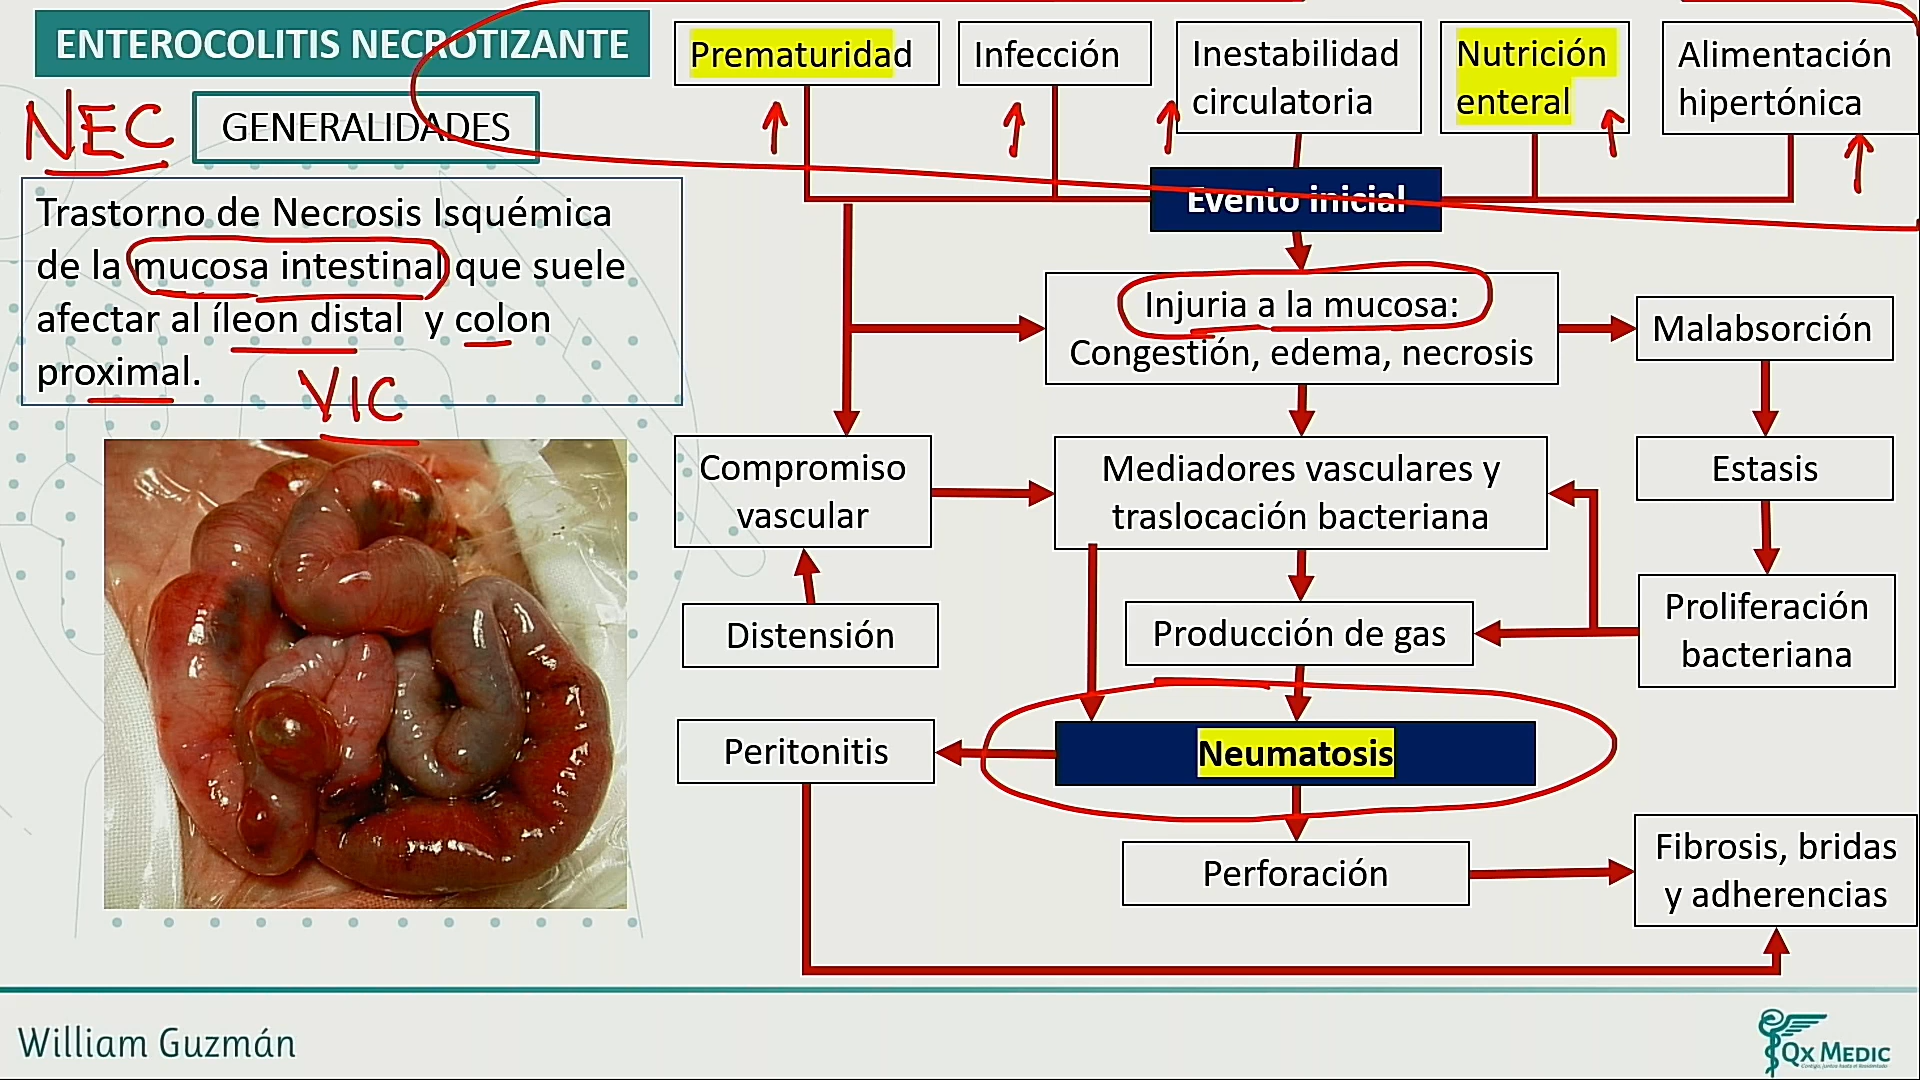 ENTEROCOLITIS NECROTIZANTE
NEC
GENERALIDADES
Trastorno de Necrosis Isquémica
de la mucosa intestinal que suele
afectar al íleon distal y colon
proximal.
VIC
Prematuridad
Infección
Inestabilidad
circulatoria
Nutrición
enteral
Alimentación
hipertónica
Evento inicial
Injuria a la mucosa:
Congestión, edema, necrosis
Malabsorción
Compromiso
vascular
Mediadores vasculares y
traslocación bacteriana
Estasis
Distensión
Producción de gas
Proliferación
bacteriana
Peritonitis
Neumatosis
Perforación
Fibrosis, bridas
y adherencias
William Guzmán
Qx MEDIC